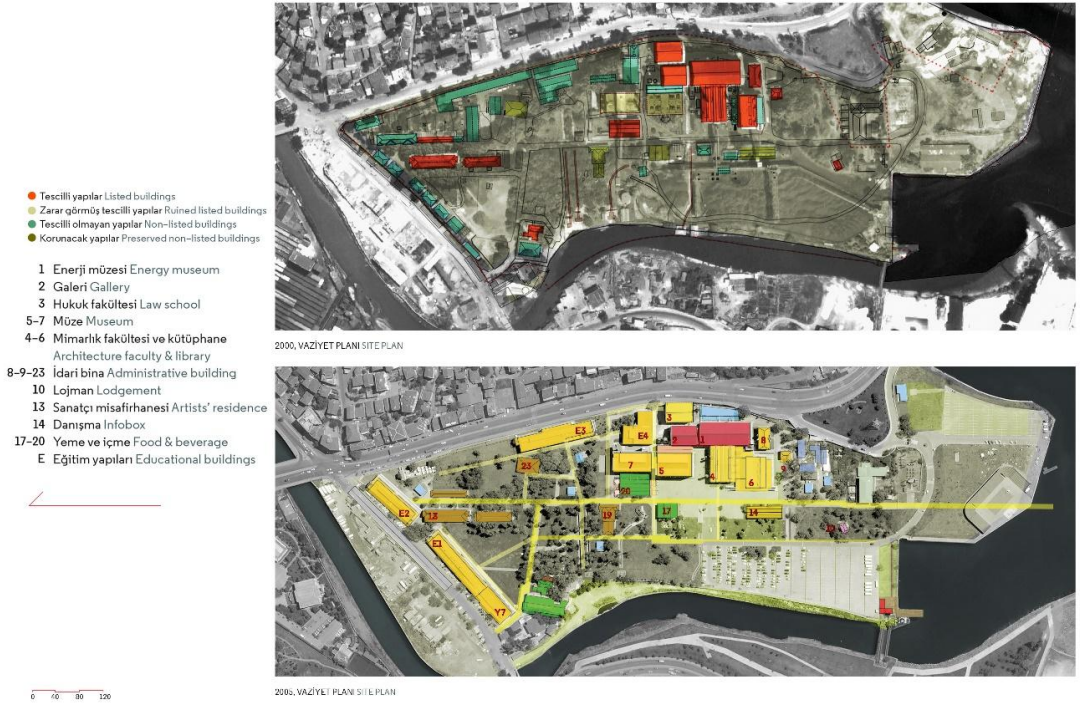 Tescilli yapılar Listed buildings
Zarar görmüş tescilli yapılar Ruined listed buildings
Tescilli olmayan yapılar Non-listed buildings
Korunacak yapılar Preserved non-listed buildings
1 Enerji müzesi Energy museum
2 Galeri Gallery
3 Hukuk fakültesi Law school
5-7 Müze Museum
4-6 Mimarlık fakültesi ve kütüphane
Architecture faculty & library
8-9-23 İdari bina Administrative building
10 Lojman Lodgement
13 Sanatçı misafirhanesi Artists' residence
14 Danışma Infobox
17-20 Yeme ve içme Food & beverage
E Eğitim yapıları Educational buildings
0 40 80 120
2000, VAZİYET PLANI SITE PLAN
3
E3 E4 2 1 8
23 7 5 4 9
6
20
E2 13 19 17 14
E1
Y7
2005, VAZİYET PLANI SITE PLAN